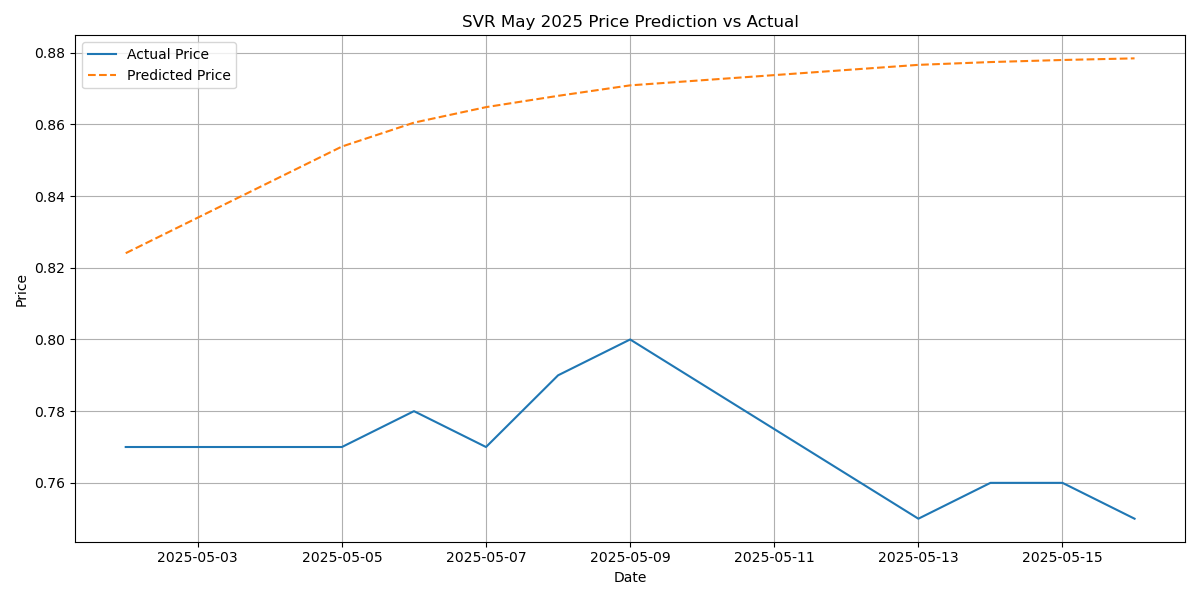 SVR May 2025 Price Prediction vs Actual
Actual Price
Predicted Price
0.88
0.86
0.84
0.82
0.80
0.78
0.76
Price
2025-05-03 2025-05-05 2025-05-07 2025-05-09 2025-05-11 2025-05-13 2025-05-15
Date